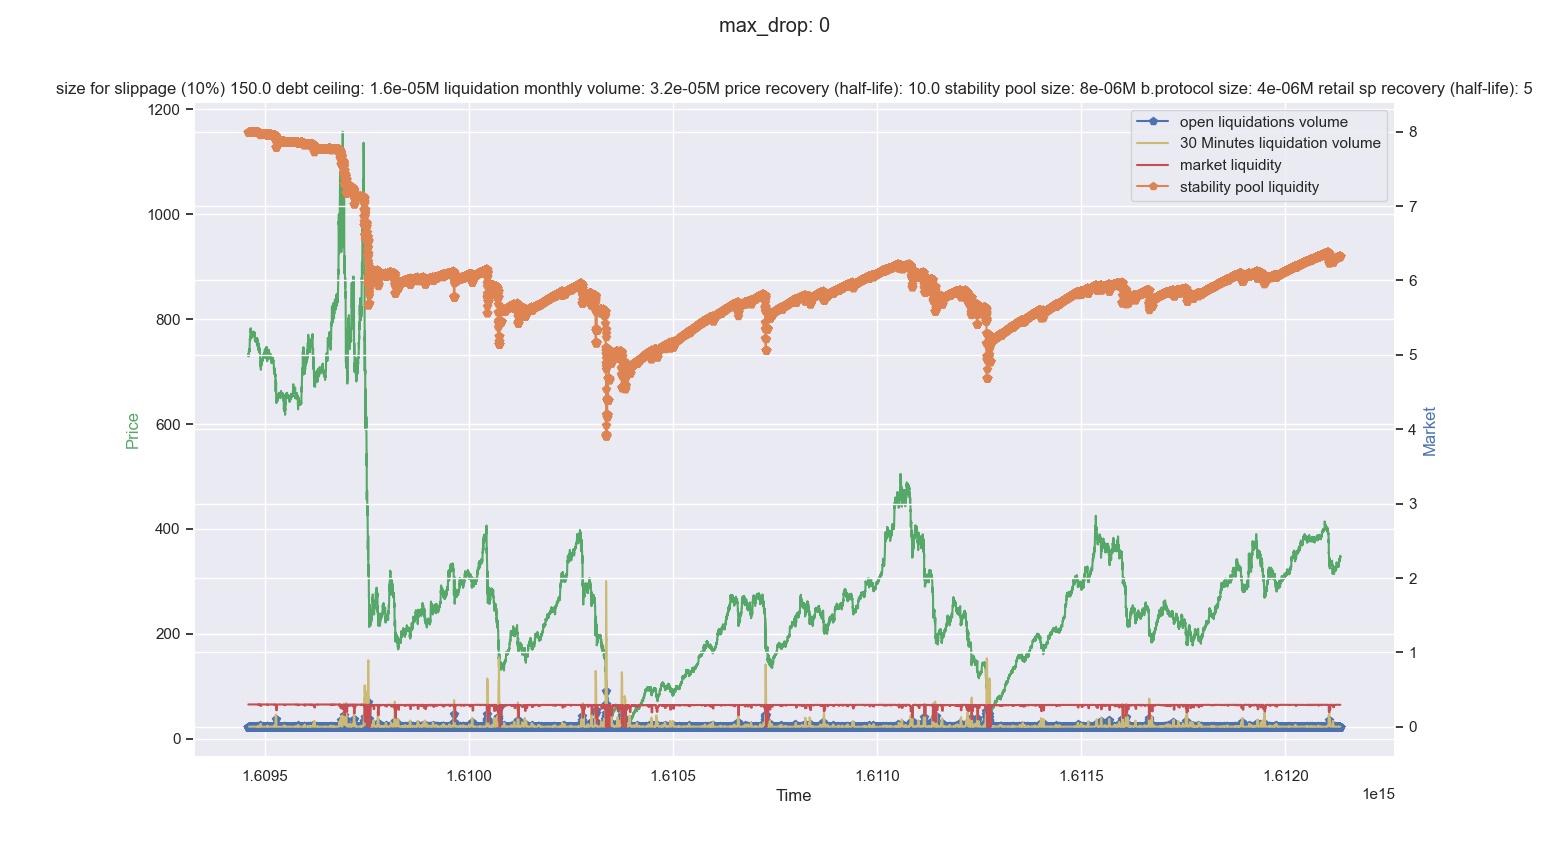 max_drop: 0
size for slippage (10%) 150.0 debt ceiling: 1.6e-05M liquidation monthly volume: 3.2e-05M price recovery (half-life): 10.0 stability pool size: 8e-06M b.protocol size: 4e-06M retail sp recovery (half-life): 5
open liquidations volume
30 Minutes liquidation volume
market liquidity
stability pool liquidity
1200
1000
800
600
400
200
0
Price
8
7
6
5
4
3
2
1
0
Market
1.6095
1.6100
1.6105
1.6110
1.6115
1.6120
Time
1e15